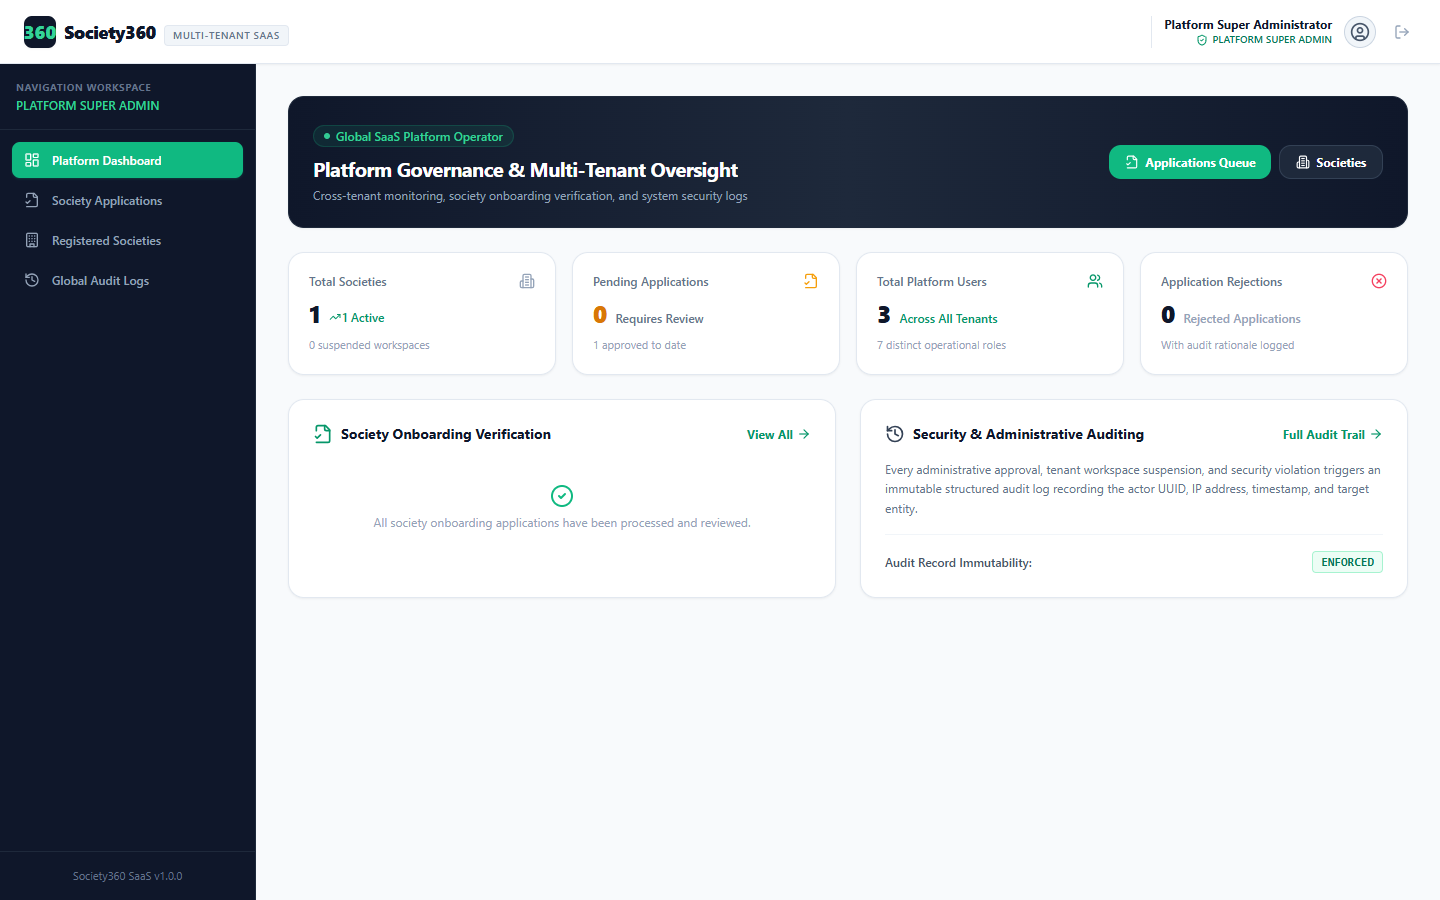 360 Society360 MULTI-TENANT SAAS
Platform Super Administrator
PLATFORM SUPER ADMIN
NAVIGATION WORKSPACE
PLATFORM SUPER ADMIN
Platform Dashboard
Society Applications
Registered Societies
Global Audit Logs
Society360 SaaS v1.0.0
Global SaaS Platform Operator
Platform Governance & Multi-Tenant Oversight
Cross-tenant monitoring, society onboarding verification, and system security logs
Applications Queue
Societies
Total Societies
1 1 Active
0 suspended workspaces
Pending Applications
0 Requires Review
1 approved to date
Total Platform Users
3 Across All Tenants
7 distinct operational roles
Application Rejections
0 Rejected Applications
With audit rationale logged
Society Onboarding Verification
View All
All society onboarding applications have been processed and reviewed.
Security & Administrative Auditing
Full Audit Trail
Every administrative approval, tenant workspace suspension, and security violation triggers an
immutable structured audit log recording the actor UUID, IP address, timestamp, and target
entity.
Audit Record Immutability:
ENFORCED